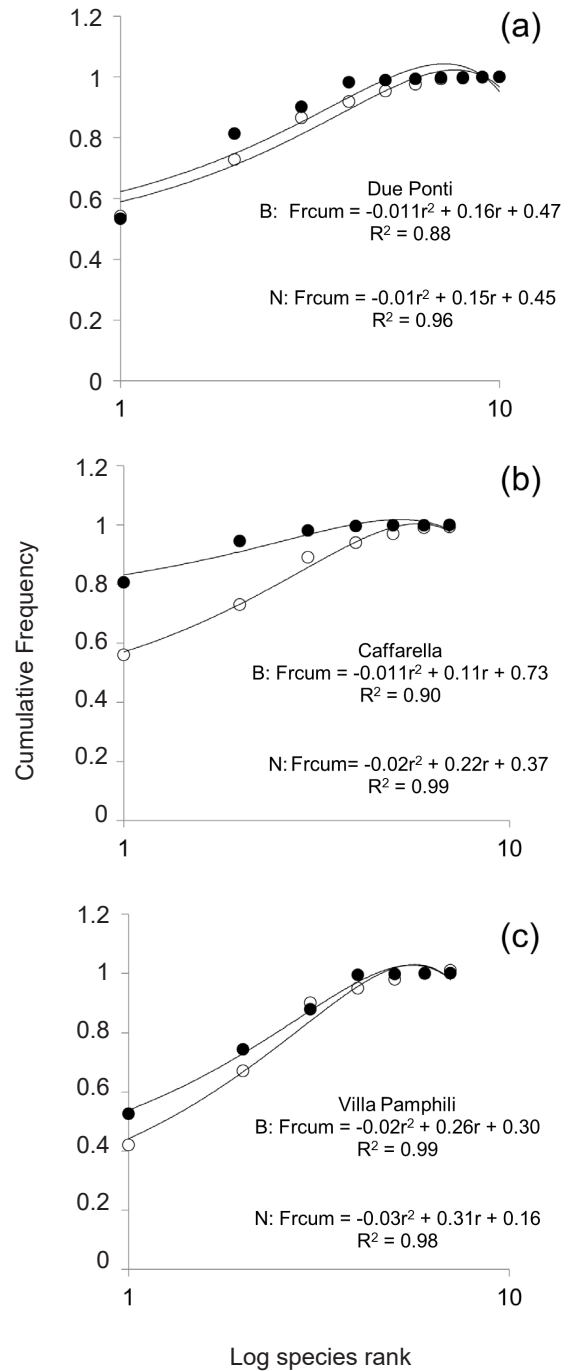 (a)
1.2
1
0.8
0.6
0.4
0.2
0
Due Ponti
B: Frcum = -0.011r² + 0.16r + 0.47
R² = 0.88
N: Frcum = -0.01r² + 0.15r + 0.45
R² = 0.96
1 10
(b)
1.2
1
0.8
0.6
0.4
0.2
0
Cumulative Frequency
Caffarella
B: Frcum = -0.011r² + 0.11r + 0.73
R² = 0.90
N: Frcum= -0.02r² + 0.22r + 0.37
R² = 0.99
1 10
(c)
1.2
1
0.8
0.6
0.4
0.2
0
Villa Pamphili
B: Frcum = -0.02r² + 0.26r + 0.30
R² = 0.99
N: Frcum = -0.03r² + 0.31r + 0.16
R² = 0.98
1 10
Log species rank